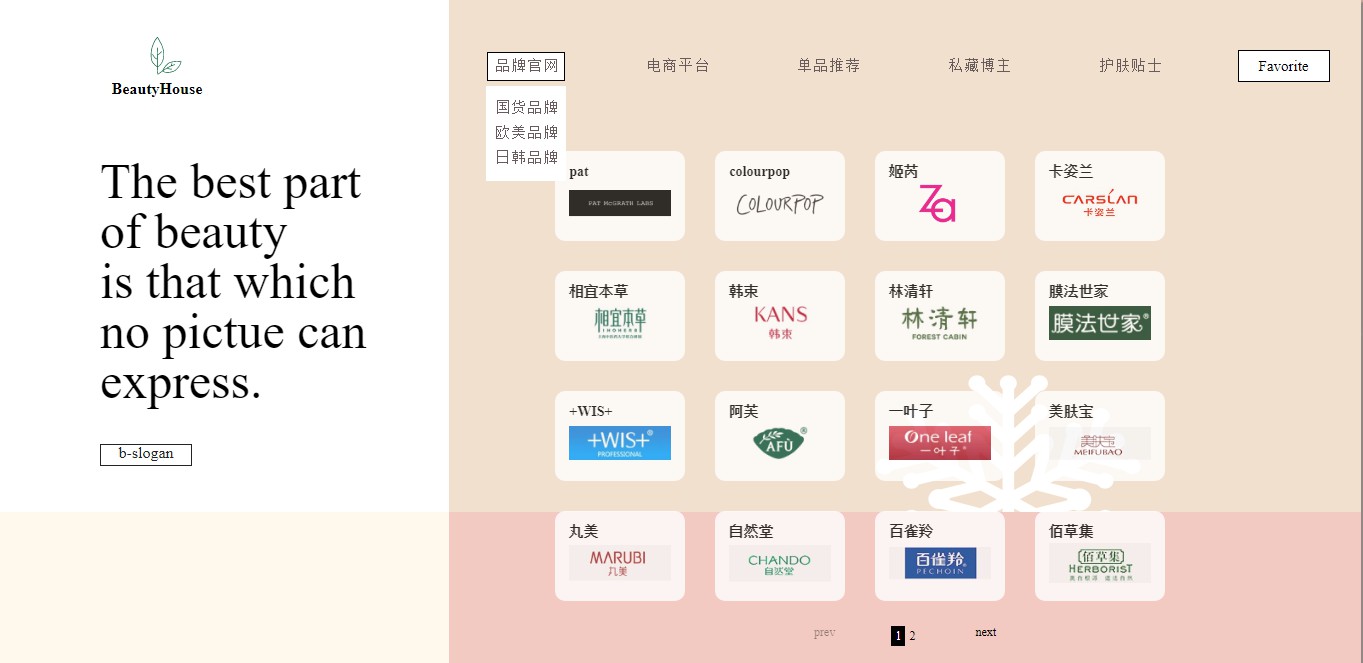 BeautyHouse
The best part
of beauty
is that which
no pictue can
express.
b-slogan
品牌官网 电商平台 单品推荐 私藏博主 护肤贴士 Favorite
国货品牌
欧美品牌
日韩品牌
pat colourpop 姬芮 卡姿兰
PAT McGRATH LABS COLOURPOP Za CARSLAN
卡姿兰
相宜本草 韩束 林清轩 膜法世家
相宜本草 KANS 林清轩 膜法世家®
INOHERB 韩束 FOREST CABIN
+WIS+ 阿芙 一叶子 美肤宝
+WIS+® AFU® One leaf 美肤宝
PROFESSIONAL 一叶子® MEIFUBAO
丸美 自然堂 百雀羚 佰草集
MARUBI CHANDO 百雀羚 佰草集
丸美 自然堂 PECHOIN HERBORIST
prev 1 2 next